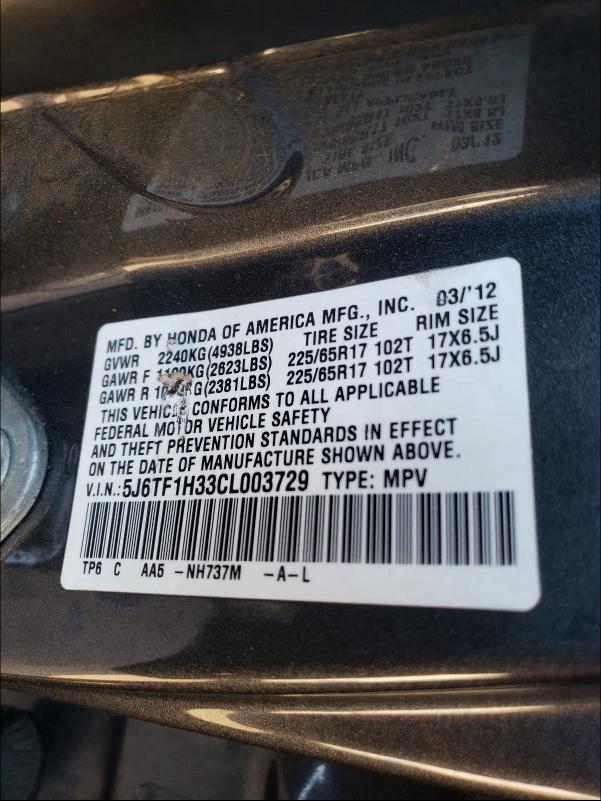 MFD. BY HONDA OF AMERICA MFG., INC. 03/'12
GVWR 2240KG(4938LBS) TIRE SIZE RIM SIZE
GAWR F KG(2623LBS) 225/65R17 102T 17X6.5J
GAWR R KG(2381LBS) 225/65R17 102T 17X6.5J
THIS VEHICLE CONFORMS TO ALL APPLICABLE
FEDERAL MOTOR VEHICLE SAFETY
AND THEFT PREVENTION STANDARDS IN EFFECT
ON THE DATE OF MANUFACTURE SHOWN ABOVE.
V.I.N.:5J6TF1H33CL003729 TYPE: MPV
TP6 C AA5 -NH737M -A-L